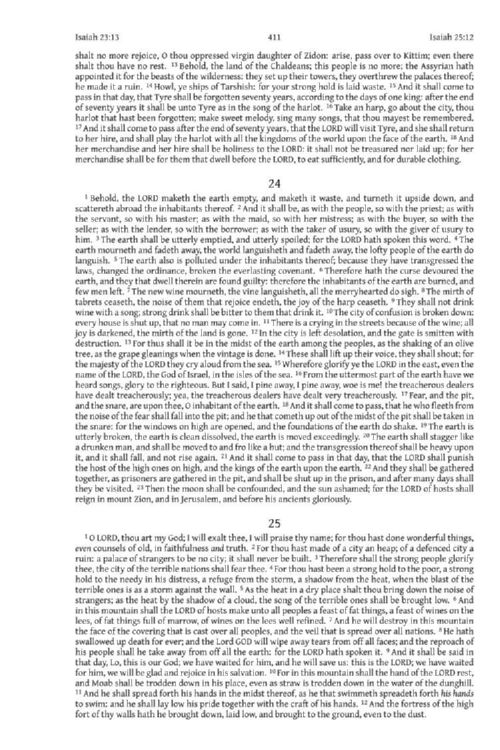 Isaiah 23:13 411 Isaiah 25:12
shalt no more rejoice, O thou oppressed virgin daughter of Zidon: arise, pass over to Kittim; even there
shalt thou have no rest. 13 Behold, the land of the Chaldeans; this people is no more; the Assyrian hath
appointed it for the beasts of the wilderness: they set up their towers, they overthrew the palaces thereof;
he made it a ruin. 14 Howl, ye ships of Tarshish: for your strong hold is laid waste. 15 And it shall come to
pass in that day, that Tyre shall be forgotten seventy years, according to the days of one king: after the end
of seventy years it shall be unto Tyre as in the song of the harlot. 16 Take an harp, go about the city, thou
harlot that hast been forgotten; make sweet melody, sing many songs, that thou mayest be remembered.
17 And it shall come to pass after the end of seventy years, that the LORD will visit Tyre, and she shall return
to her hire, and shall play the harlot with all the kingdoms of the world upon the face of the earth. 18 And
her merchandise and her hire shall be holiness to the LORD: it shall not be treasured nor laid up; for her
merchandise shall be for them that dwell before the LORD, to eat sufficiently, and for durable clothing.
24
1 Behold, the LORD maketh the earth empty, and maketh it waste, and turneth it upside down, and
scattereth abroad the inhabitants thereof. 2 And it shall be, as with the people, so with the priest; as with
the servant, so with his master; as with the maid, so with her mistress; as with the buyer, so with the
seller; as with the lender, so with the borrower; as with the taker of usury, so with the giver of usury to
him. 3 The earth shall be utterly emptied, and utterly spoiled; for the LORD hath spoken this word. 4 The
earth mourneth and fadeth away, the world languisheth and fadeth away, the lofty people of the earth do
languish. 5 The earth also is polluted under the inhabitants thereof; because they have transgressed the
laws, changed the ordinance, broken the everlasting covenant. 6 Therefore hath the curse devoured the
earth, and they that dwell therein are found guilty: therefore the inhabitants of the earth are burned, and
few men left. 7 The new wine mourneth, the vine languisheth, all the merryhearted do sigh. 8 The mirth of
tabrets ceaseth, the noise of them that rejoice endeth, the joy of the harp ceaseth. 9 They shall not drink
wine with a song; strong drink shall be bitter to them that drink it. 10 The city of confusion is broken down:
every house is shut up, that no man may come in. 11 There is a crying in the streets because of the wine; all
joy is darkened, the mirth of the land is gone. 12 In the city is left desolation, and the gate is smitten with
destruction. 13 For thus shall it be in the midst of the earth among the peoples, as the shaking of an olive
tree, as the grape gleanings when the vintage is done. 14 These shall lift up their voice, they shall shout; for
the majesty of the LORD they cry aloud from the sea. 15 Wherefore glorify ye the LORD in the east, even the
name of the LORD, the God of Israel, in the isles of the sea. 16 From the uttermost part of the earth have we
heard songs, glory to the righteous. But I said, I pine away, I pine away, woe is me! the treacherous dealers
have dealt treacherously; yea, the treacherous dealers have dealt very treacherously. 17 Fear, and the pit,
and the snare, are upon thee, O inhabitant of the earth. 18 And it shall come to pass, that he who fleeth from
the noise of the fear shall fall into the pit; and he that cometh up out of the midst of the pit shall be taken in
the snare: for the windows on high are opened, and the foundations of the earth do shake. 19 The earth is
utterly broken, the earth is clean dissolved, the earth is moved exceedingly. 20 The earth shall stagger like
a drunken man, and shall be moved to and fro like a hut; and the transgression thereof shall be heavy upon
it, and it shall fall, and not rise again. 21 And it shall come to pass in that day, that the LORD shall punish
the host of the high ones on high, and the kings of the earth upon the earth. 22 And they shall be gathered
together, as prisoners are gathered in the pit, and shall be shut up in the prison, and after many days shall
they be visited. 23 Then the moon shall be confounded, and the sun ashamed; for the LORD of hosts shall
reign in mount Zion, and in Jerusalem, and before his ancients gloriously.
25
1 O LORD, thou art my God; I will exalt thee, I will praise thy name; for thou hast done wonderful things,
even counsels of old, in faithfulness and truth. 2 For thou hast made of a city an heap; of a defenced city a
ruin: a palace of strangers to be no city; it shall never be built. 3 Therefore shall the strong people glorify
thee, the city of the terrible nations shall fear thee. 4 For thou hast been a strong hold to the poor, a strong
hold to the needy in his distress, a refuge from the storm, a shadow from the heat, when the blast of the
terrible ones is as a storm against the wall. 5 As the heat in a dry place shalt thou bring down the noise of
strangers; as the heat by the shadow of a cloud, the song of the terrible ones shall be brought low. 6 And
in this mountain shall the LORD of hosts make unto all peoples a feast of fat things, a feast of wines on the
lees, of fat things full of marrow, of wines on the lees well refined. 7 And he will destroy in this mountain
the face of the covering that is cast over all peoples, and the veil that is spread over all nations. 8 He hath
swallowed up death for ever; and the Lord GOD will wipe away tears from off all faces; and the reproach of
his people shall he take away from off all the earth: for the LORD hath spoken it. 9 And it shall be said in
that day, Lo, this is our God; we have waited for him, and he will save us: this is the LORD; we have waited
for him, we will be glad and rejoice in his salvation. 10 For in this mountain shall the hand of the LORD rest,
and Moab shall be trodden down in his place, even as straw is trodden down in the water of the dunghill.
11 And he shall spread forth his hands in the midst thereof, as he that swimmeth spreadeth forth his hands
to swim: and he shall lay low his pride together with the craft of his hands. 12 And the fortress of the high
fort of thy walls hath he brought down, laid low, and brought to the ground, even to the dust.